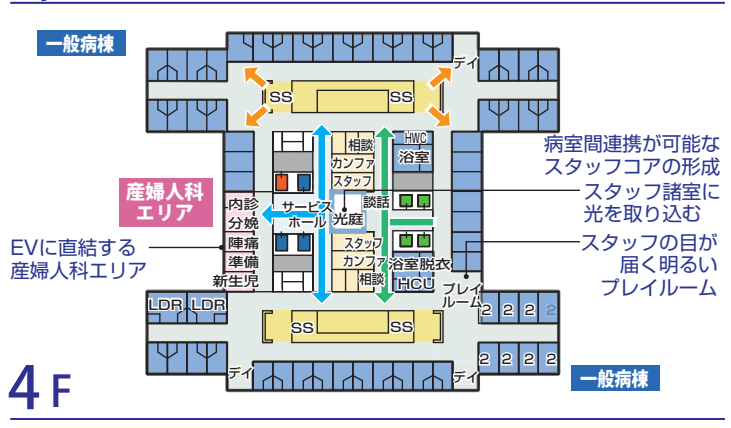 一般病棟
デイ
SS
SS
相談
カンファ
スタッフ
HWC
浴室
病室間連携が可能な
スタッフコアの形成
産婦人科
エリア
内診
分娩
陣痛
準備
新生児
サービス
ホール
光庭
談話
スタッフ諸室に
光を取り込む
EVに直結する
産婦人科エリア
スタッフ
カンファ
相談
浴室脱衣
HCU
プレイ
ルーム
スタッフの目が
届く明るい
プレイルーム
LDR
LDR
SS
SS
2 2 2 2
2 2 2 2
デイ
デイ
一般病棟
4F